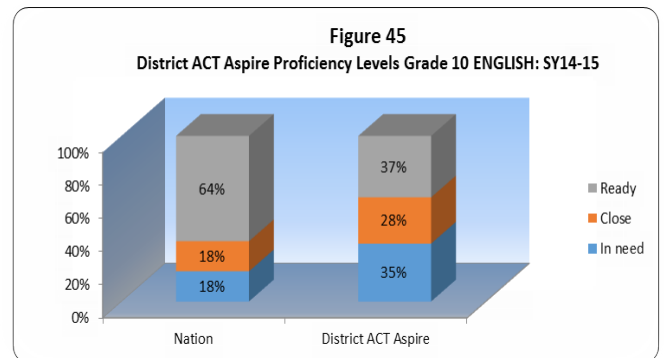 Figure 45
District ACT Aspire Proficiency Levels Grade 10 ENGLISH: SY14-15
100%
80%
60%
40%
20%
0%
64%
18%
18%
37%
28%
35%
Nation
District ACT Aspire
Ready
Close
In need